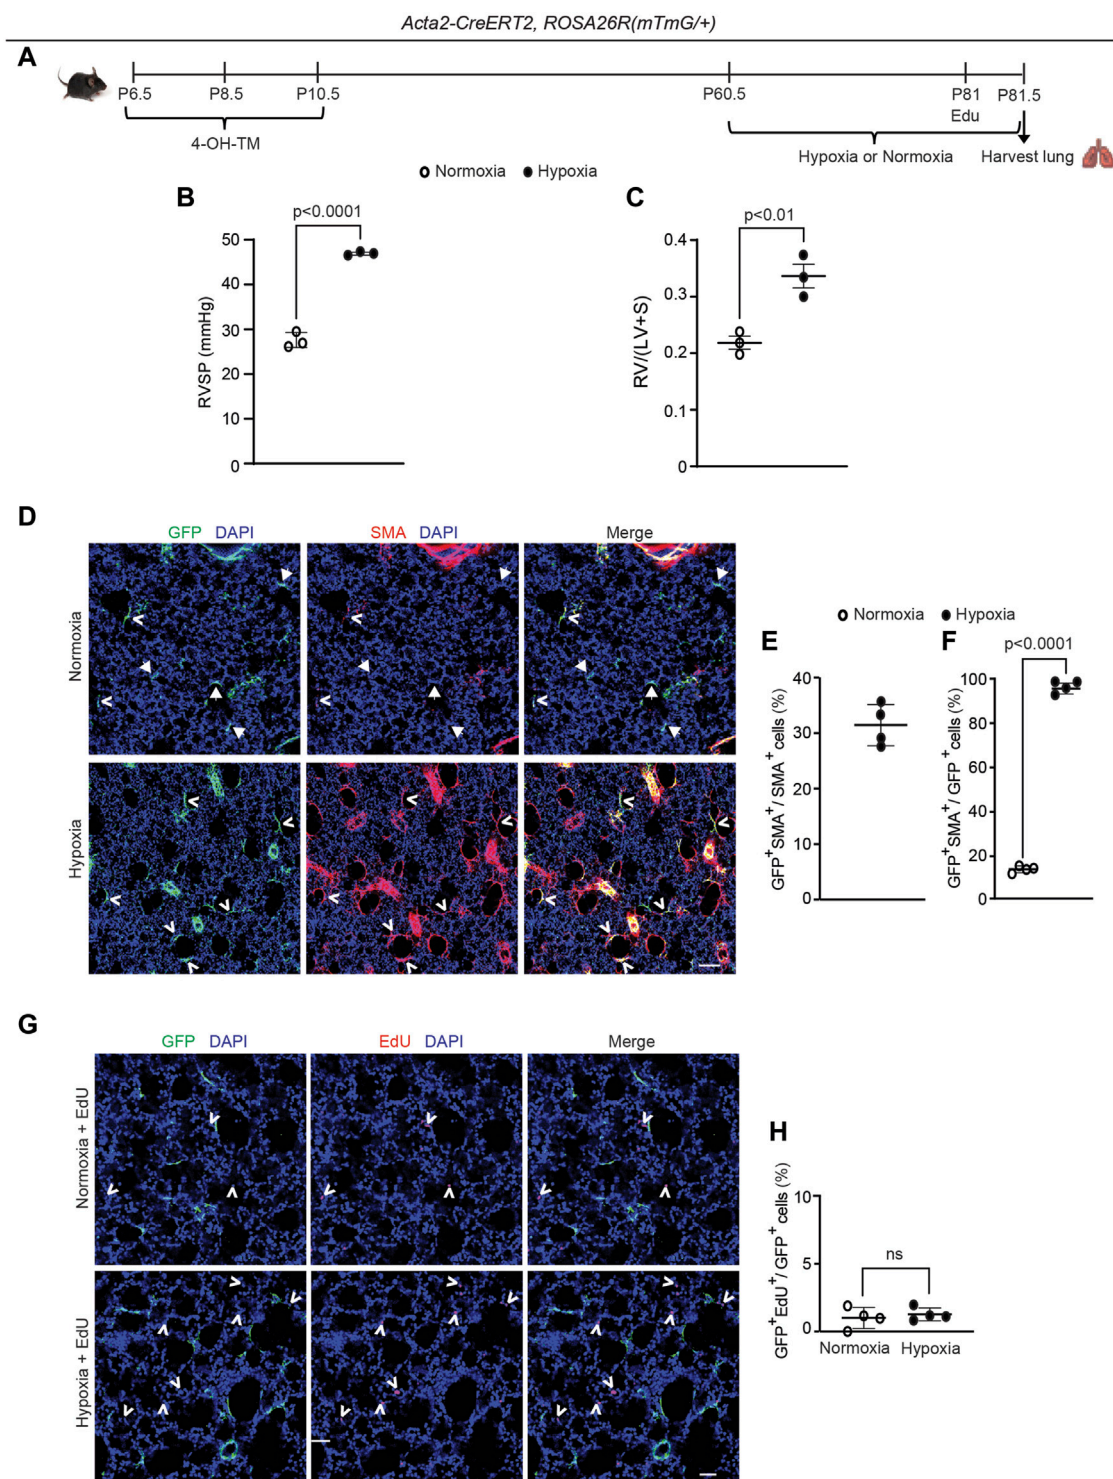 Acta2-CreERT2, ROSA26R(mTmG/+)
A
P6.5 P8.5 P10.5 P60.5 P81 P81.5
Edu
4-OH-TM
Hypoxia or Normoxia Harvest lung
Normoxia Hypoxia
B
p<0.0001
RVSP (mmHg)
50
40
30
20
10
0
C
p<0.01
RV/(LV+S)
0.4
0.3
0.2
0.1
0
D
GFP DAPI SMA DAPI Merge
Normoxia
Hypoxia
Normoxia Hypoxia
E
GFP+SMA+/ SMA+ cells (%)
40
30
20
10
0
F
p<0.0001
GFP+SMA+/ GFP+ cells (%)
100
80
60
40
20
0
G
GFP DAPI EdU DAPI Merge
Normoxia + EdU
Hypoxia + EdU
H
GFP+EdU+/ GFP+ cells (%)
10
5
0
ns
Normoxia Hypoxia